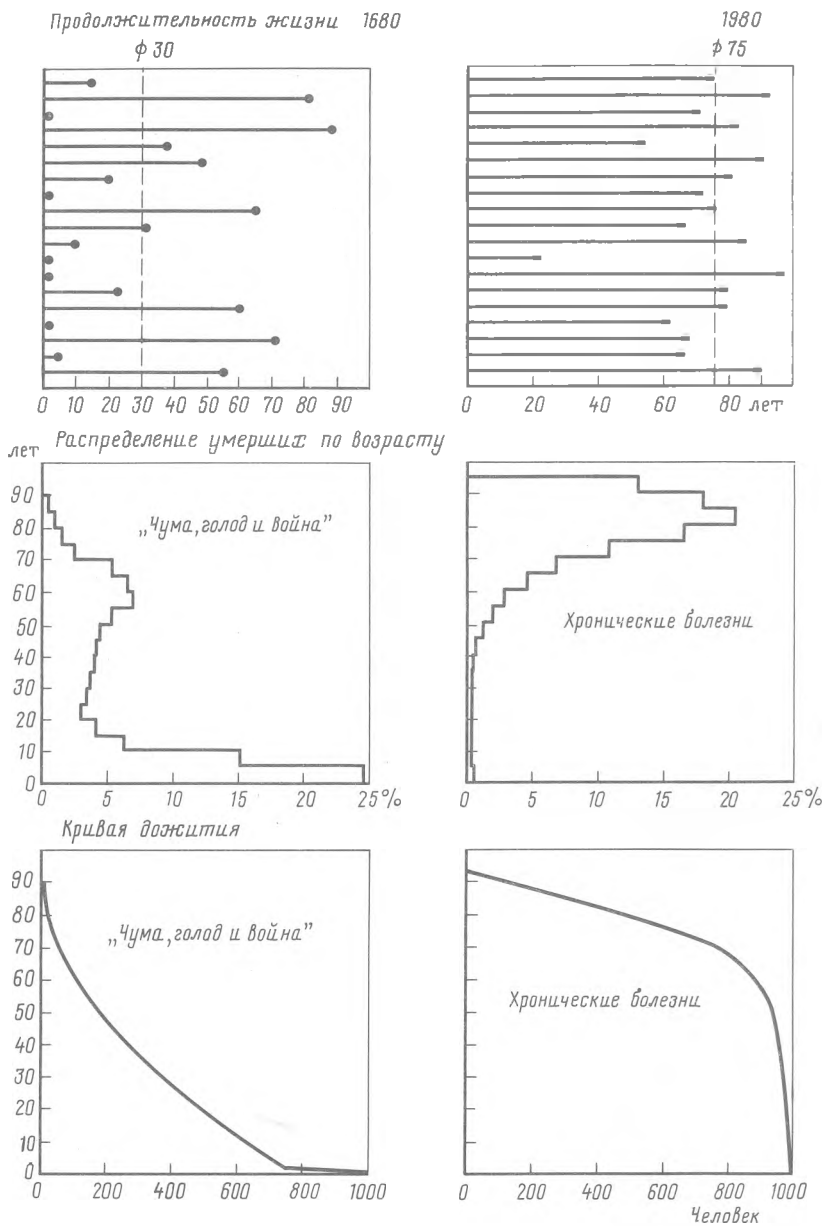 Продолжительность жизни 1680
1980
ф 30
ф 75
0 10 20 30 40 50 60 70 80 90
0 20 40 60 80 лет
Распределение умерших по возрасту
лет
90
80
70
60
50
40
30
20
10
0
„Чума, голод и война”
0 5 10 15 20 25%
Хронические болезни
0 5 10 15 20 25%
Кривая дожития
90
80
70
60
50
40
30
20
10
0
„Чума, голод и война”
0 200 400 600 800 1000
Хронические болезни
0 200 400 600 800 1000
Человек